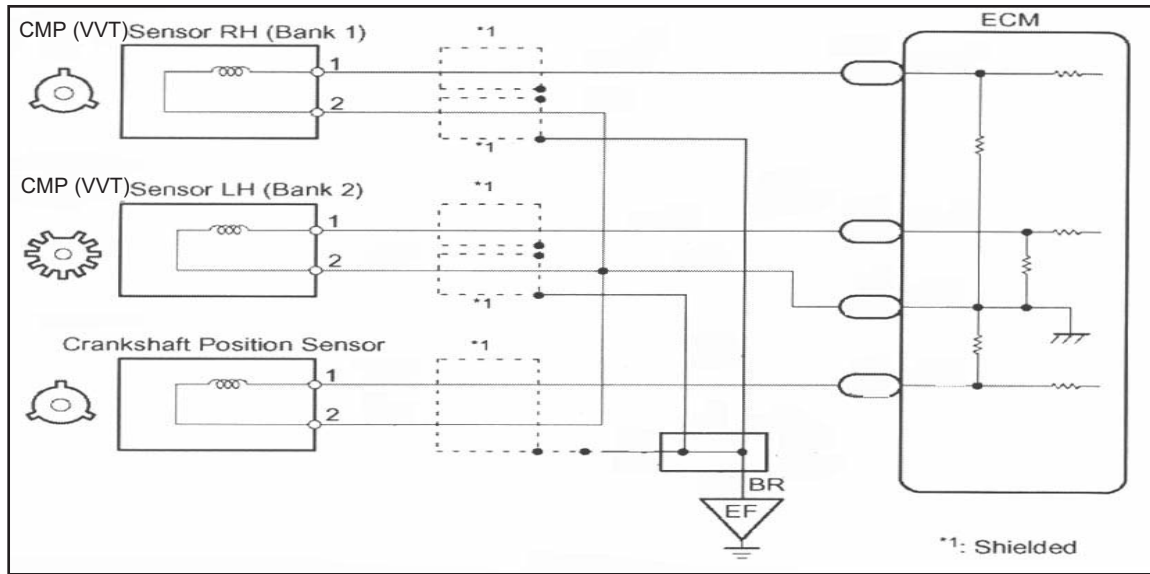 CMP (VVT) Sensor RH (Bank 1)
*1
ECM
1
2
*1
CMP (VVT) Sensor LH (Bank 2)
*1
1
2
*1
Crankshaft Position Sensor
*1
1
2
BR
EF
*1: Shielded